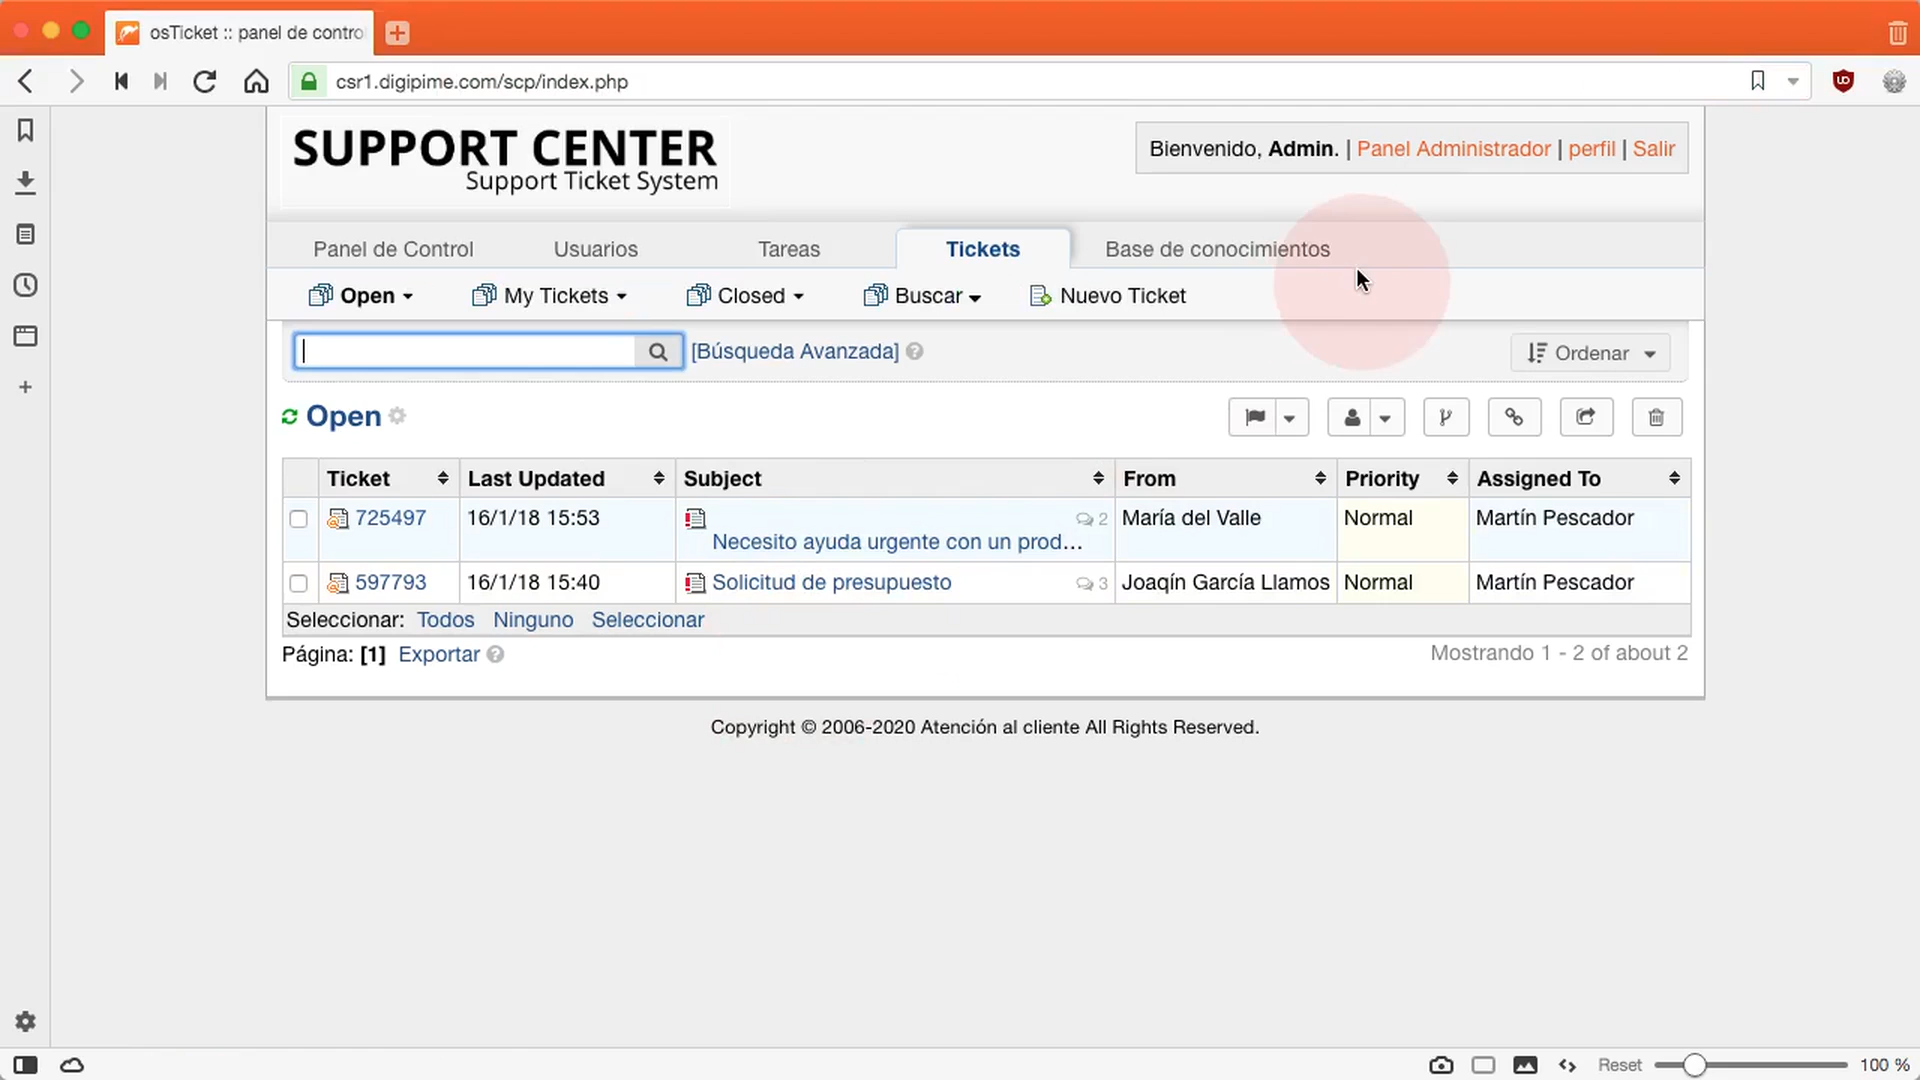 osTicket :: panel de contro
csr1.digipime.com/scp/index.php
SUPPORT CENTER
Support Ticket System
Bienvenido, Admin. | Panel Administrador | perfil | Salir
Panel de Control Usuarios Tareas Tickets Base de conocimientos
Open My Tickets Closed Buscar Nuevo Ticket
[Búsqueda Avanzada] Ordenar
Open
Ticket Last Updated Subject From Priority Assigned To
725497 16/1/18 15:53 2 María del Valle Normal Martín Pescador
Necesito ayuda urgente con un prod...
597793 16/1/18 15:40 Solicitud de presupuesto 3 Joaqín García Llamos Normal Martín Pescador
Seleccionar: Todos Ninguno Seleccionar
Página: [1] Exportar Mostrando 1 - 2 of about 2
Copyright © 2006-2020 Atención al cliente All Rights Reserved.
Reset 100 %